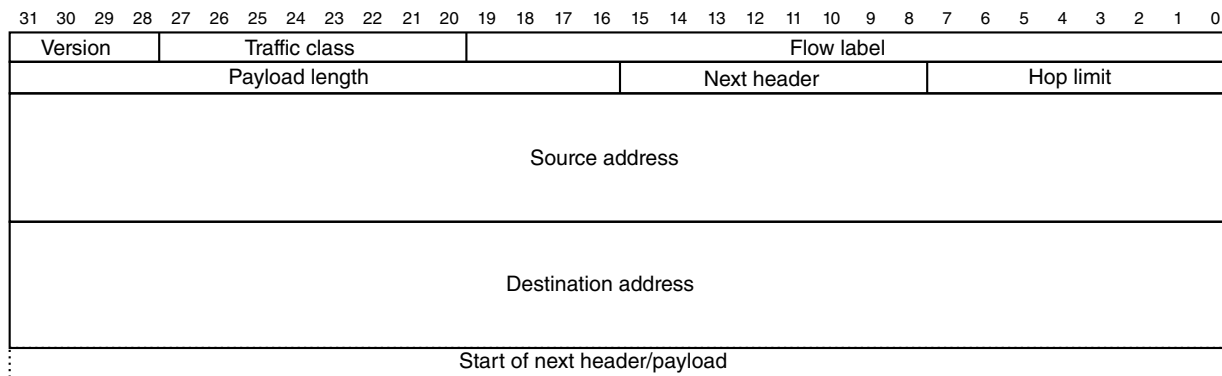 31 30 29 28 27 26 25 24 23 22 21 20 19 18 17 16 15 14 13 12 11 10 9 8 7 6 5 4 3 2 1 0
Version Traffic class Flow label
Payload length Next header Hop limit
Source address
Destination address
Start of next header/payload